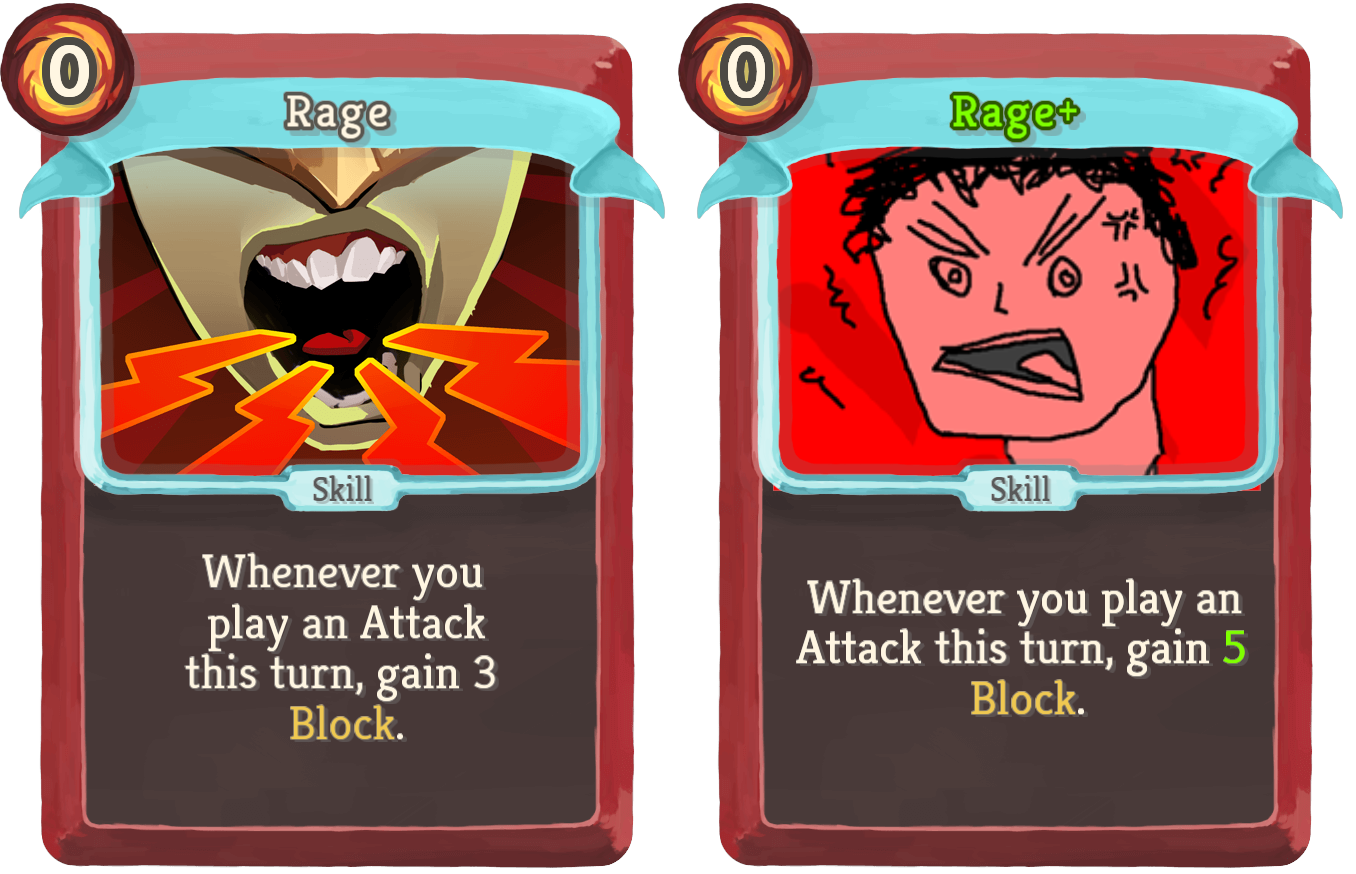 0
Rage
Skill
Whenever you
play an Attack
this turn, gain 3
Block.
0
Rage+
Skill
Whenever you play an
Attack this turn, gain 5
Block.